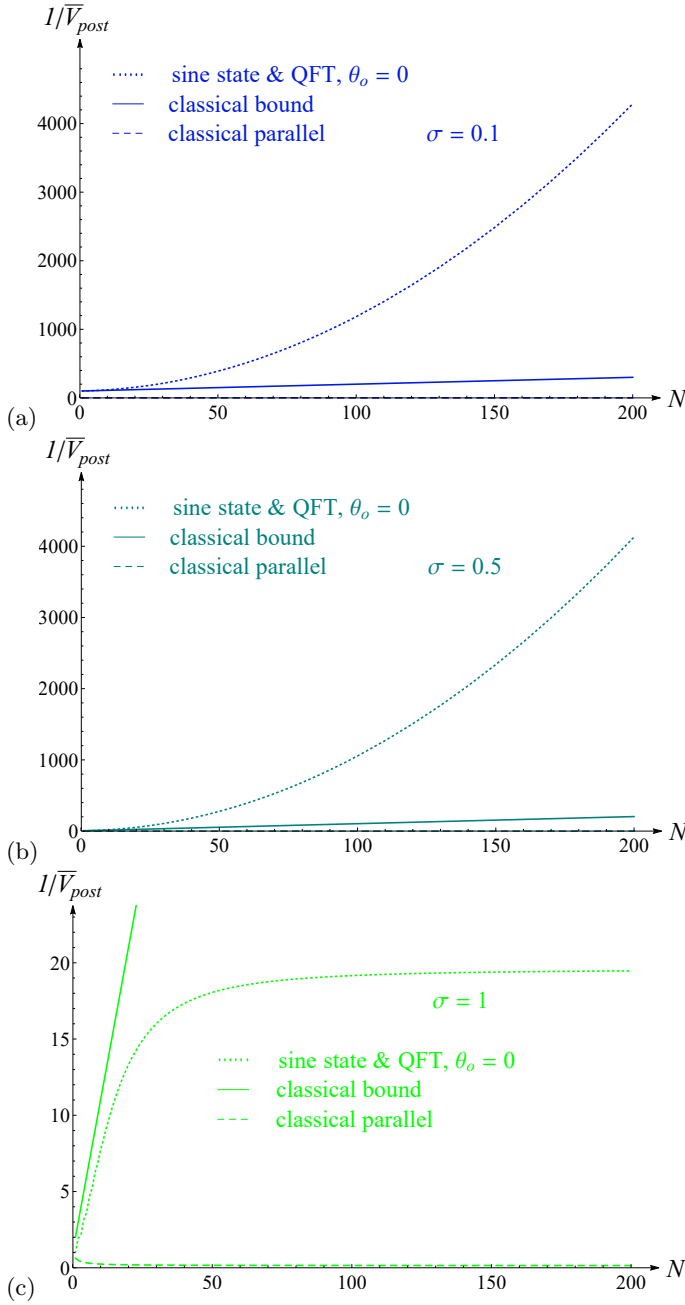 1/V̅post
sine state & QFT, θo = 0
classical bound
classical parallel σ = 0.1
4000
3000
2000
1000
0
0 50 100 150 200 N
(a)
1/V̅post
sine state & QFT, θo = 0
classical bound
classical parallel σ = 0.5
4000
3000
2000
1000
0
0 50 100 150 200 N
(b)
1/V̅post
20
σ = 1
15
sine state & QFT, θo = 0
10
classical bound
classical parallel
5
0
0 50 100 150 200 N
(c)